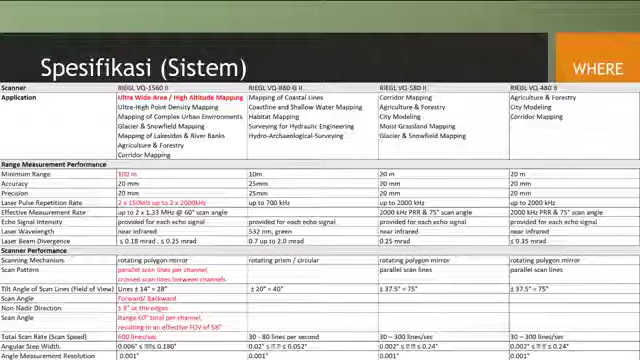 Spesifikasi (Sistem)
WHERE
Scanner RIEGL VQ-1560 II RIEGL VQ-880-G II RIEGL VQ-580 II RIEGL VQ-480 II
Application Ultra Wide Area / High Altitude Mapping Mapping of Coastal Lines Corridor Mapping Agriculture & Forestry
Ultra-High Point Density Mapping Coastline and Shallow Water Mapping Agriculture & Forestry City Modeling
Mapping of Complex Urban Environments Habitat Mapping City Modeling Corridor Mapping
Glacier & Snowfield Mapping Surveying for Hydraulic Engineering Moist Grassland Mapping
Mapping of Lakesides & River Banks Hydro-Archaeological-Surveying Glacier & Snowfield Mapping
Agriculture & Forestry
Corridor Mapping
Range Measurement Performance
Minimum Range 100 m 10m 20 m 20 m
Accuracy 20 mm 25mm 20 mm 20 mm
Precision 20 mm 25mm 20 mm 20 mm
Laser Pulse Repetition Rate 2 x 150kHz up to 2 x 2000kHz up to 700 kHz up to 2000 kHz up to 2000 kHz
Effective Measurement Rate up to 2 x 1.33 MHz @ 60° scan angle 2000 kHz PRR & 75° scan angle 2000 kHz PRR & 75° scan angle
Echo Signal Intensity provided for each echo signal provided for each echo signal provided for each echo signal provided for each echo signal
Laser Wavelength near infrared 532 nm, green near infrared near infrared
Laser Beam Divergence ≤ 0.18 mrad , ≤ 0.25 mrad 0.7 up to 2.0 mrad 0.25 mrad ≤ 0.35 mrad
Scanner Performance
Scanning Mechanism rotating polygon mirror rotating prism / circular rotating polygon mirror rotating polygon mirror
Scan Pattern parallel scan lines per channel, parallel scan lines parallel scan lines
crossed scan lines between channels
Tilt Angle of Scan Lines (Field of View) Lines ± 14° = 28° ± 20° = 40° ± 37.5° = 75° ± 37.5° = 75°
Scan Angle Forward/ Backward
Non-Nadir Direction ± 8° at the edges
Scan Angle Range 60° total per channel,
resulting in an effective FOV of 58°
Total Scan Rate (Scan Speed) 600 lines/sec 30 - 80 lines per second 30 – 300 lines/sec 30 – 300 lines/sec
Angular Step Width 0.006° ≤ ≤ 0.180° 0.02° ≤ ≤ 0.052° 0.002° ≤ ≤ 0.24° 0.002° ≤ ≤ 0.24°
Angle Measurement Resolution 0.001° 0.001° 0.001° 0.001°